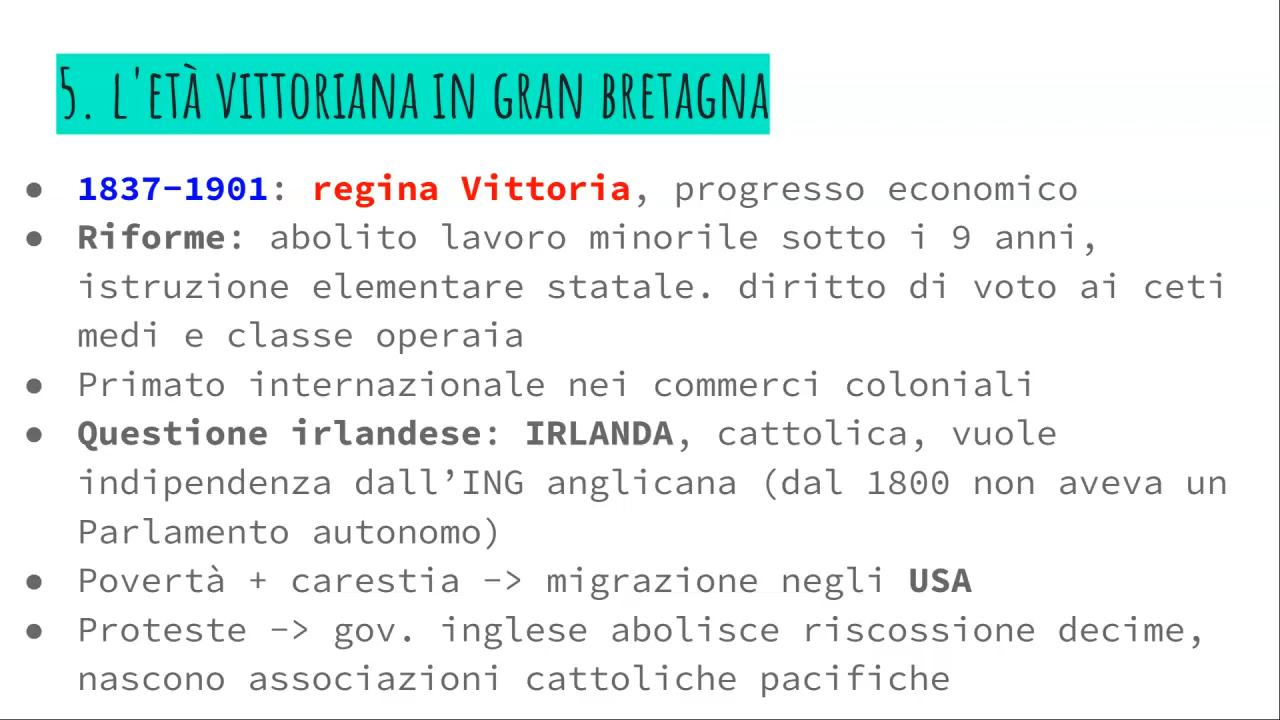 5. L'ETÀ VITTORIANA IN GRAN BRETAGNA
● 1837-1901: regina Vittoria, progresso economico
● Riforme: abolito lavoro minorile sotto i 9 anni,
istruzione elementare statale. diritto di voto ai ceti
medi e classe operaia
● Primato internazionale nei commerci coloniali
● Questione irlandese: IRLANDA, cattolica, vuole
indipendenza dall’ING anglicana (dal 1800 non aveva un
Parlamento autonomo)
● Povertà + carestia -> migrazione negli USA
● Proteste -> gov. inglese abolisce riscossione decime,
nascono associazioni cattoliche pacifiche